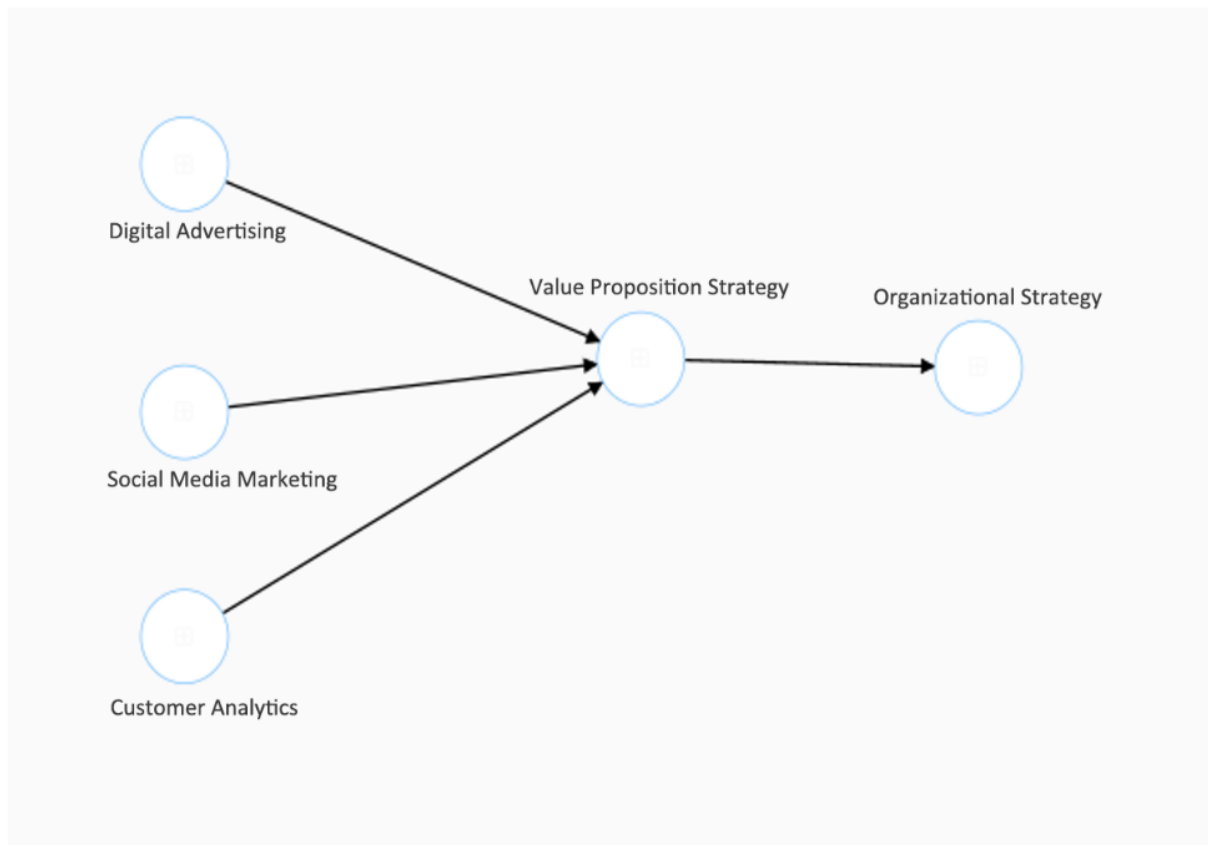 Digital Advertising
Value Proposition Strategy
Organizational Strategy
Social Media Marketing
Customer Analytics